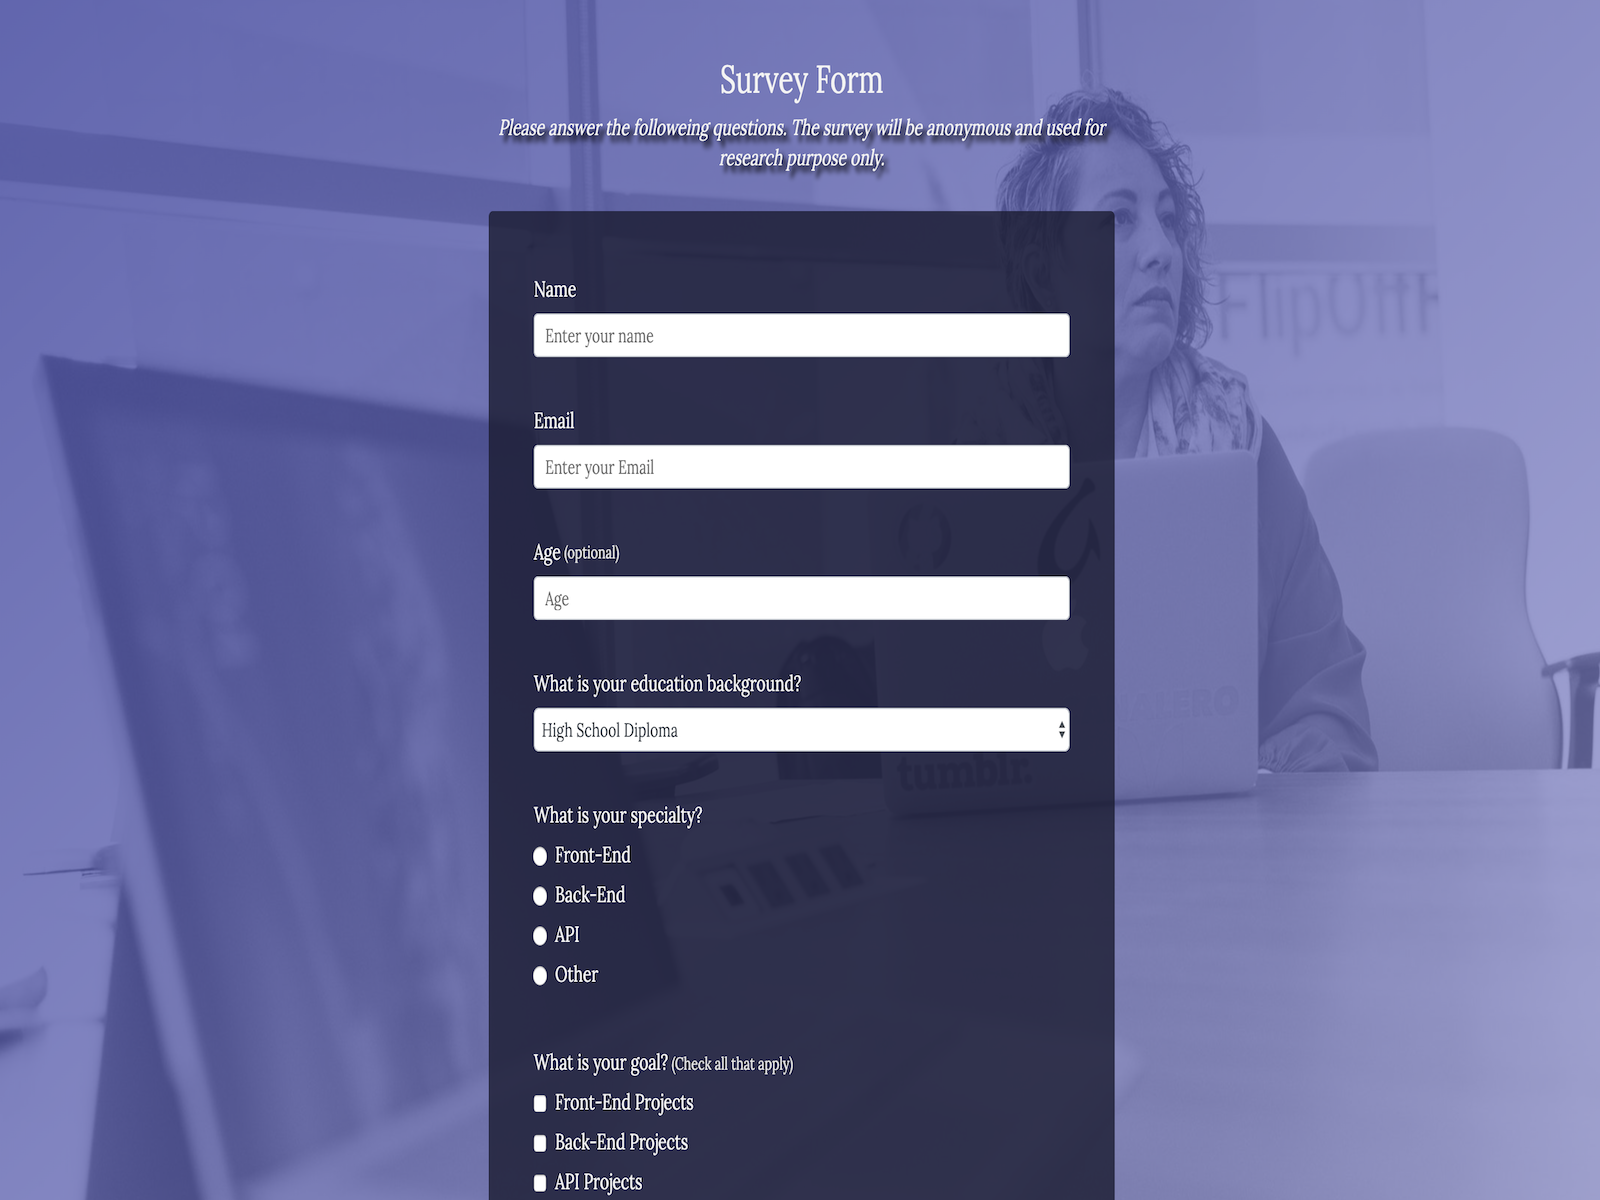 Survey Form
Please answer the followeing questions. The survey will be anonymous and used for
research purpose only.
Name
Enter your name
Email
Enter your Email
Age (optional)
Age
What is your education background?
High School Diploma
tumblr.
What is your specialty?
Front-End
Back-End
API
Other
What is your goal? (Check all that apply)
Front-End Projects
Back-End Projects
API Projects